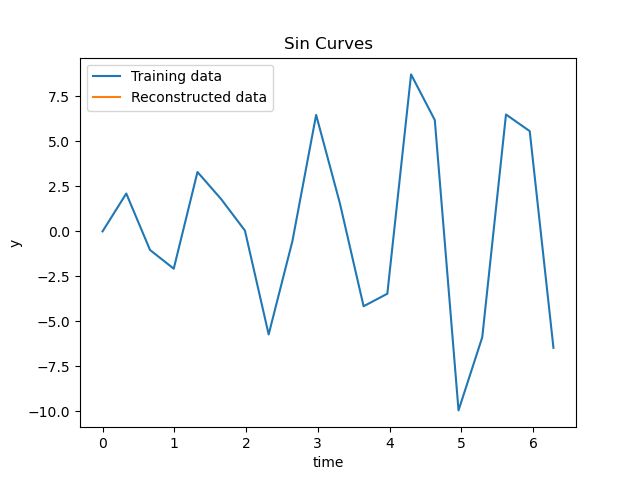 Sin Curves
Training data
Reconstructed data
7.5
5.0
2.5
0.0
−2.5
−5.0
−7.5
−10.0
y
0 1 2 3 4 5 6
time